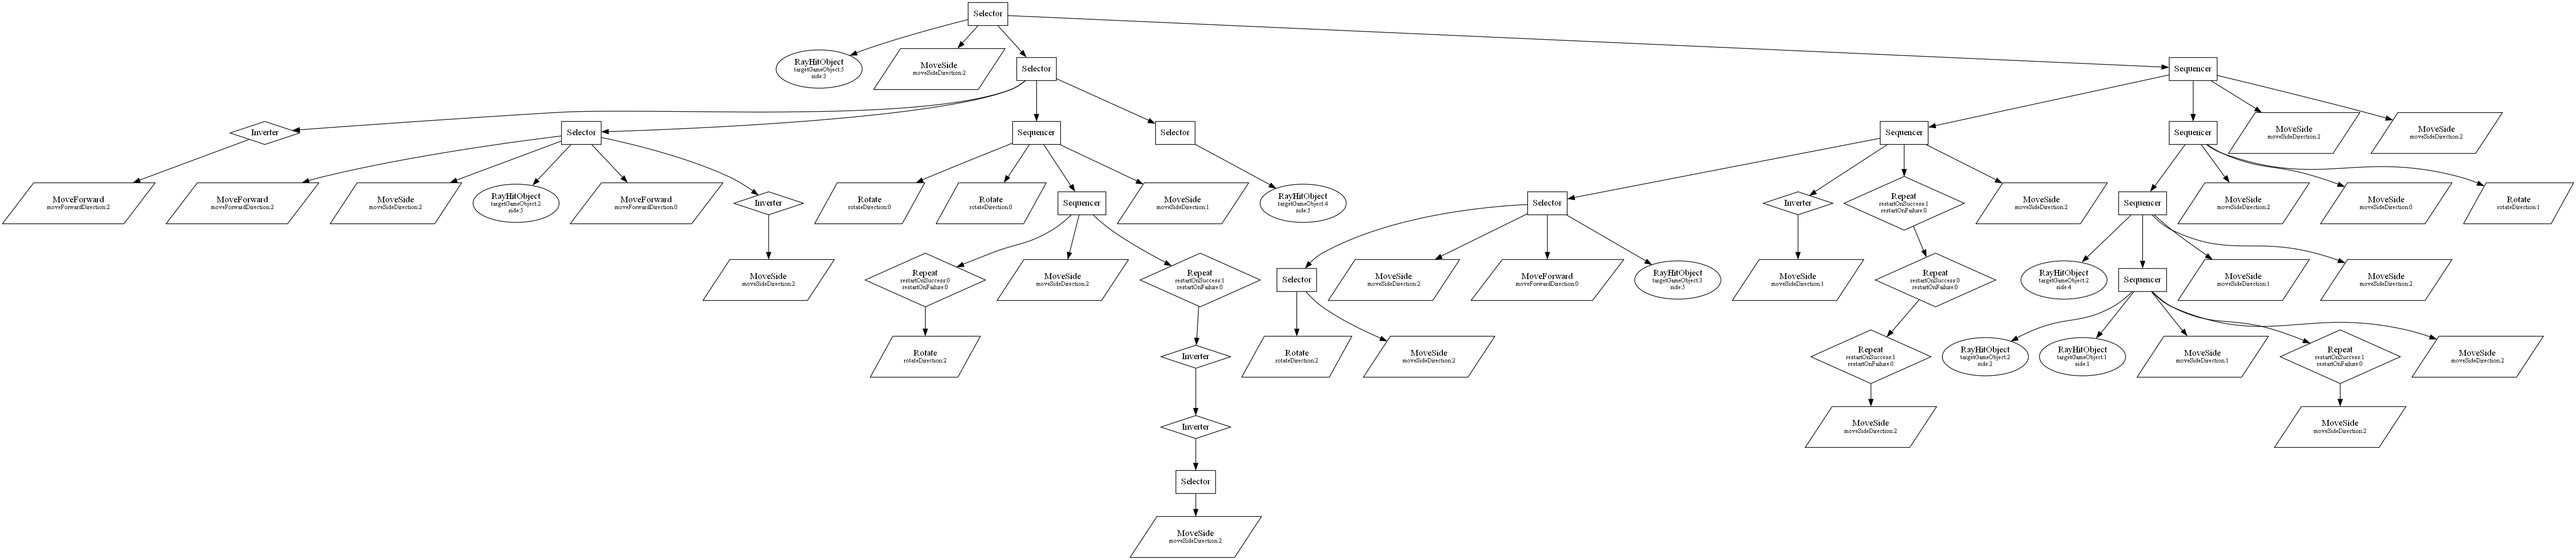 Selector
RayHitObject
targetGameObject:5
side:3
MoveSide
moveSideDirection:2
Selector
Sequencer
Inverter
Selector
Sequencer
Selector
Sequencer
Sequencer
MoveSide
moveSideDirection:2
MoveSide
moveSideDirection:2
MoveForward
moveForwardDirection:2
MoveForward
moveForwardDirection:2
MoveSide
moveSideDirection:2
RayHitObject
targetGameObject:2
side:5
MoveForward
moveForwardDirection:0
Inverter
Rotate
rotateDirection:0
Rotate
rotateDirection:0
Sequencer
MoveSide
moveSideDirection:1
RayHitObject
targetGameObject:4
side:5
Selector
Inverter
Repeat
restartOnSuccess:1
restartOnFailure:0
MoveSide
moveSideDirection:2
Sequencer
MoveSide
moveSideDirection:2
MoveSide
moveSideDirection:0
Rotate
rotateDirection:1
MoveSide
moveSideDirection:2
Repeat
restartOnSuccess:0
restartOnFailure:0
MoveSide
moveSideDirection:2
Repeat
restartOnSuccess:1
restartOnFailure:0
Selector
MoveSide
moveSideDirection:2
MoveForward
moveForwardDirection:0
RayHitObject
targetGameObject:3
side:5
MoveSide
moveSideDirection:1
Repeat
restartOnSuccess:0
restartOnFailure:0
RayHitObject
targetGameObject:2
side:4
Sequencer
MoveSide
moveSideDirection:1
MoveSide
moveSideDirection:2
Rotate
rotateDirection:2
Inverter
Rotate
rotateDirection:2
MoveSide
moveSideDirection:2
Repeat
restartOnSuccess:1
restartOnFailure:0
RayHitObject
targetGameObject:2
side:2
RayHitObject
targetGameObject:1
side:1
MoveSide
moveSideDirection:1
Repeat
restartOnSuccess:1
restartOnFailure:0
MoveSide
moveSideDirection:2
Inverter
MoveSide
moveSideDirection:2
MoveSide
moveSideDirection:2
Selector
MoveSide
moveSideDirection:2